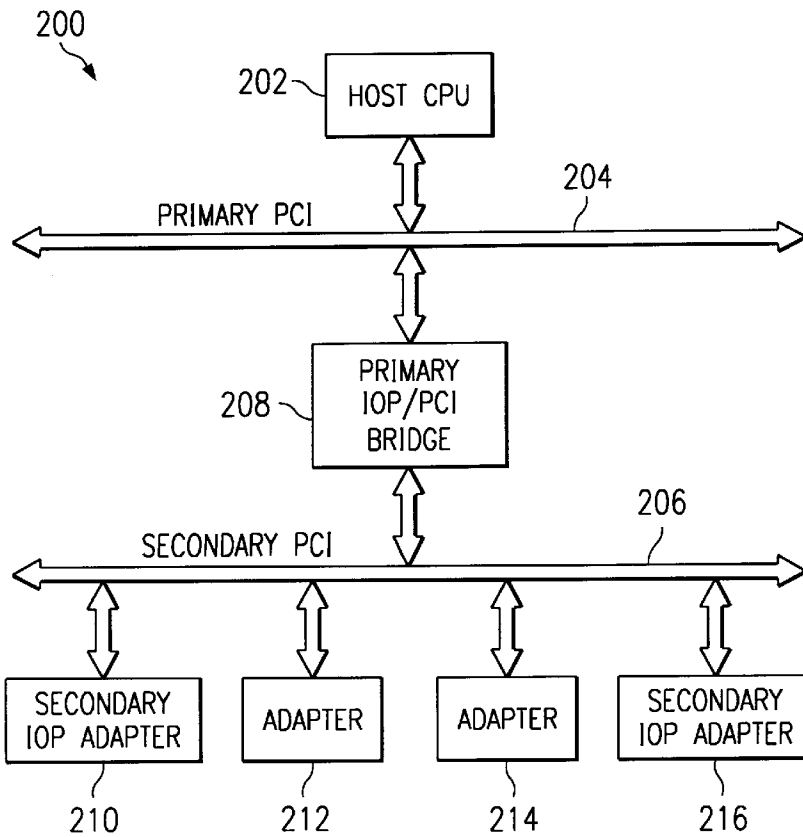 200
202
HOST CPU
204
PRIMARY PCI
208
PRIMARY
IOP/PCI
BRIDGE
206
SECONDARY PCI
SECONDARY
IOP ADAPTER
ADAPTER
ADAPTER
SECONDARY
IOP ADAPTER
210
212
214
216